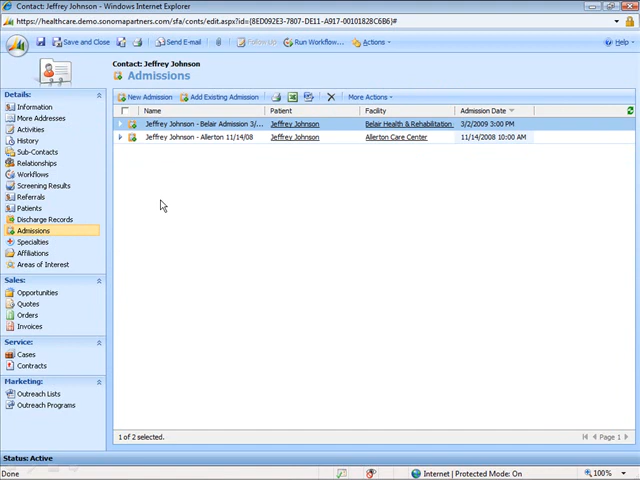 Contact: Jeffrey Johnson - Windows Internet Explorer
https://healthcare.demo.sonomapartners.com/sfa/conts/edit.aspx?id={8ED092E3-7807-DE11-A917-00101828C6B6}#
Save and Close Send E-mail Follow Up Run Workflow... Actions Help
Contact: Jeffrey Johnson
Admissions
Details:
Information
More Addresses
Activities
History
Sub-Contacts
Relationships
Workflows
Screening Results
Referrals
Patients
Discharge Records
Admissions
Specialties
Affiliations
Areas of Interest
Sales:
Opportunities
Quotes
Orders
Invoices
Service:
Cases
Contracts
Marketing:
Outreach Lists
Outreach Programs
New Admission Add Existing Admission More Actions
Name Patient Facility Admission Date
Jeffrey Johnson - Belair Admission 3/... Jeffrey Johnson Belair Health & Rehabilitation 3/2/2009 3:00 PM
Jeffrey Johnson - Allerton 11/14/08 Jeffrey Johnson Allerton Care Center 11/14/2008 10:00 AM
1 of 2 selected. Page 1
Status: Active
Done Internet | Protected Mode: On 100%